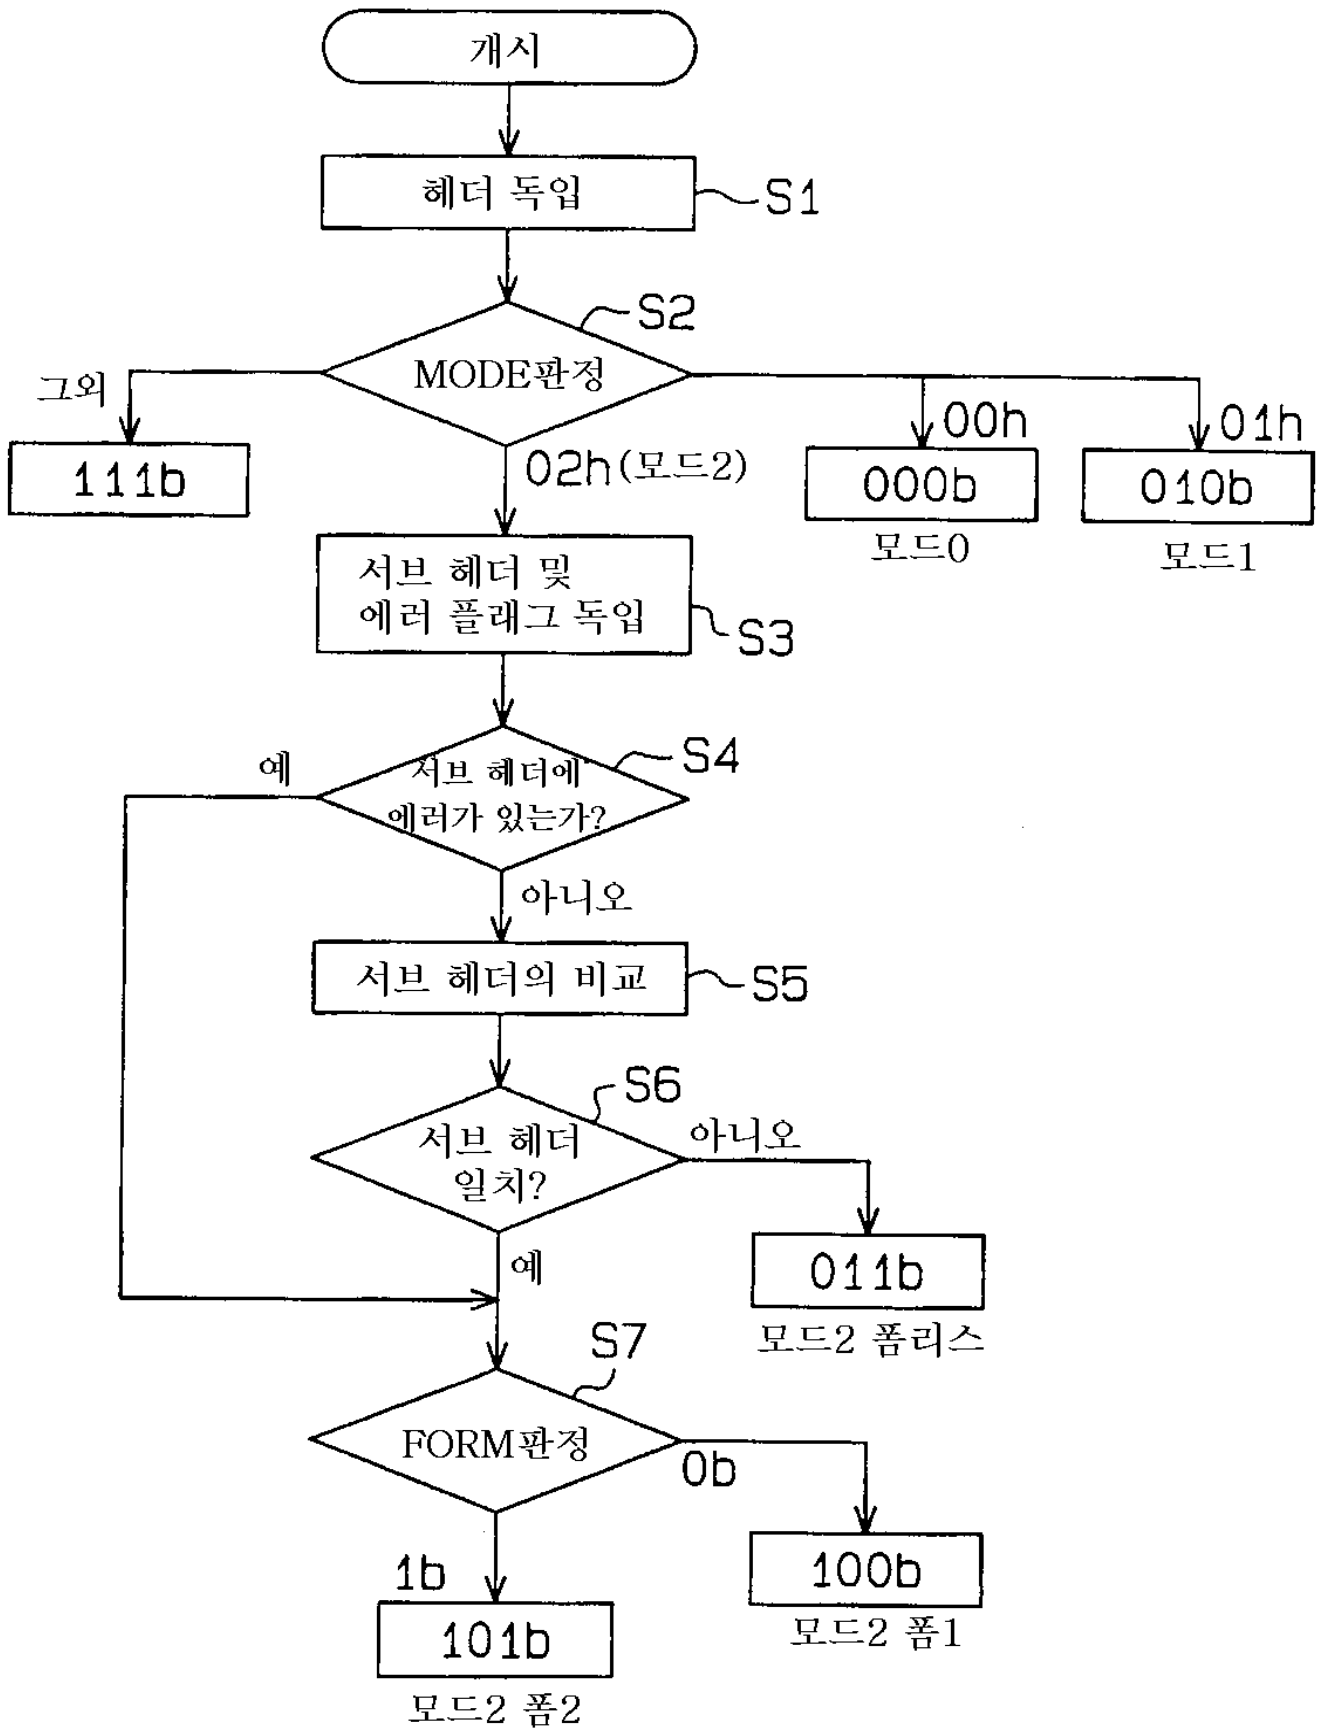 개시
헤더 독입
S1
S2
MODE판정
그외
00h
01h
111b
02h(모드2)
000b
010b
모드0
모드1
서브 헤더 및
에러 플래그 독입
S3
예
서브 헤더에
에러가 있는가?
S4
아니오
서브 헤더의 비교
S5
S6
서브 헤더
일치?
아니오
예
011b
모드2 폼리스
S7
FORM판정
0b
1b
100b
모드2 폼1
101b
모드2 폼2